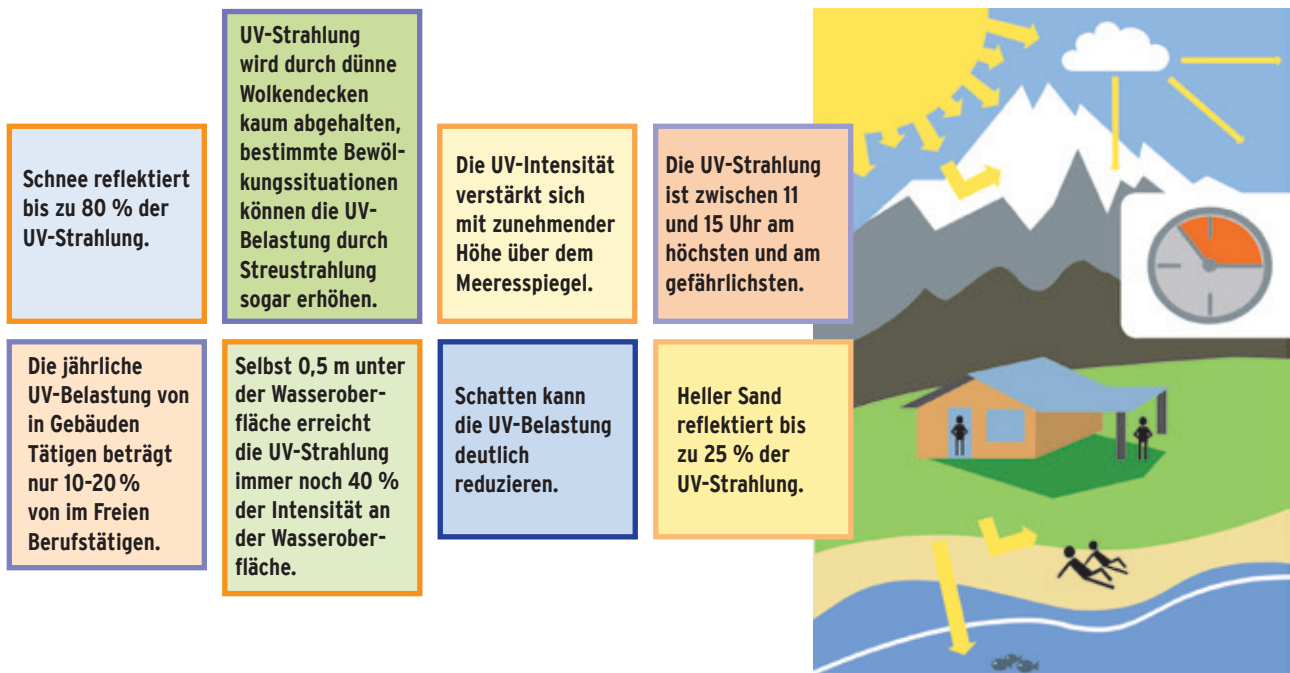 Schnee reflektiert
bis zu 80 % der
UV-Strahlung.
UV-Strahlung
wird durch dünne
Wolkendecken
kaum abgehalten,
bestimmte Bewöl-
kungssituationen
können die UV-
Belastung durch
Streustrahlung
sogar erhöhen.
Die UV-Intensität
verstärkt sich
mit zunehmender
Höhe über dem
Meeresspiegel.
Die UV-Strahlung
ist zwischen 11
und 15 Uhr am
höchsten und am
gefährlichsten.
Die jährliche
UV-Belastung von
in Gebäuden
Tätigen beträgt
nur 10-20 %
von im Freien
Berufstätigen.
Selbst 0,5 m unter
der Wasserober-
fläche erreicht
die UV-Strahlung
immer noch 40 %
der Intensität an
der Wasserober-
fläche.
Schatten kann
die UV-Belastung
deutlich
reduzieren.
Heller Sand
reflektiert bis
zu 25 % der
UV-Strahlung.